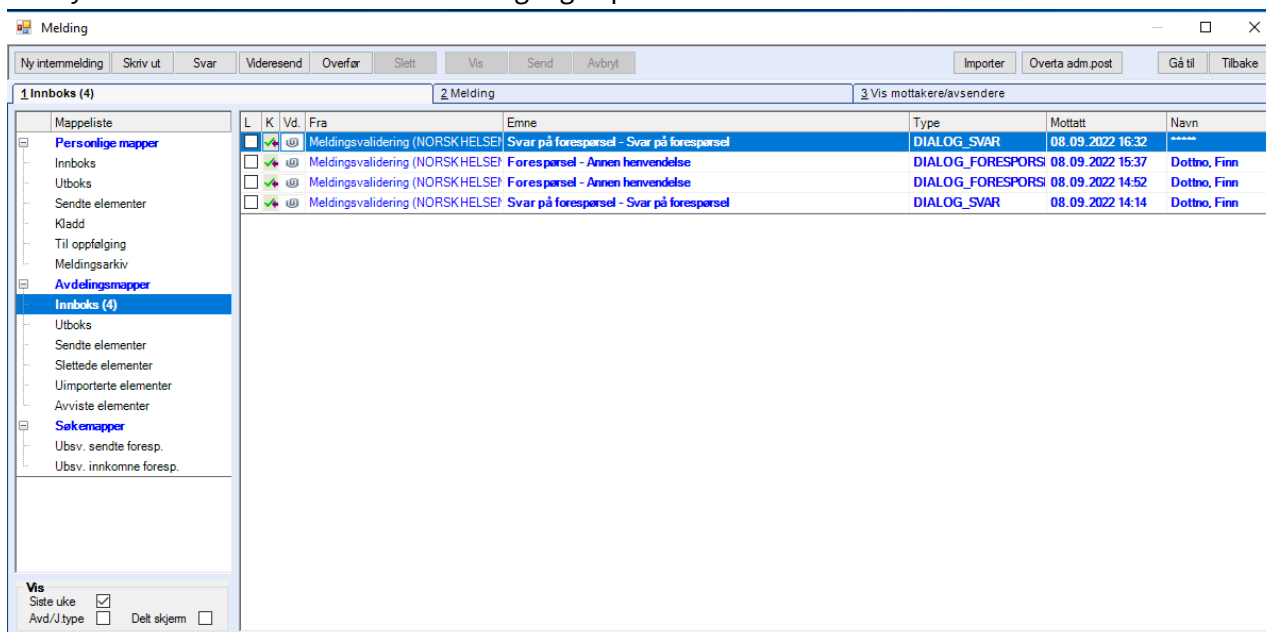 Melding
Ny internmelding Skriv ut Svar Videresend Overfør Slett Vis Send Avbryt Importer Overta adm.post Gå til Tilbake
1 Innboks (4) 2 Melding 3 Vis mottakere/avsendere
Mappeliste L K Vd. Fra Emne Type Mottatt Navn
Personlige mapper Meldingsvalidering (NORSK HELSEN Svar på forespørsel - Svar på forespørsel DIALOG_SVAR 08.09.2022 16:32 *****
Innboks Meldingsvalidering (NORSK HELSEN Forespørsel - Annen henvendelse DIALOG_FORESPORSI 08.09.2022 15:37 Dottno, Finn
Utboks Meldingsvalidering (NORSK HELSEN Forespørsel - Annen henvendelse DIALOG_FORESPORSI 08.09.2022 14:52 Dottno, Finn
Sendte elementer Meldingsvalidering (NORSK HELSEN Svar på forespørsel - Svar på forespørsel DIALOG_SVAR 08.09.2022 14:14 Dottno, Finn
Kladd
Til oppfølging
Meldingsarkiv
Avdelingsmapper
Innboks (4)
Utboks
Sendte elementer
Slettede elementer
Uimporterte elementer
Avviste elementer
Søkemapper
Ubsv. sendte foresp.
Ubsv. innkomne foresp.
Vis
Siste uke
Avd/J.type Delt skjerm